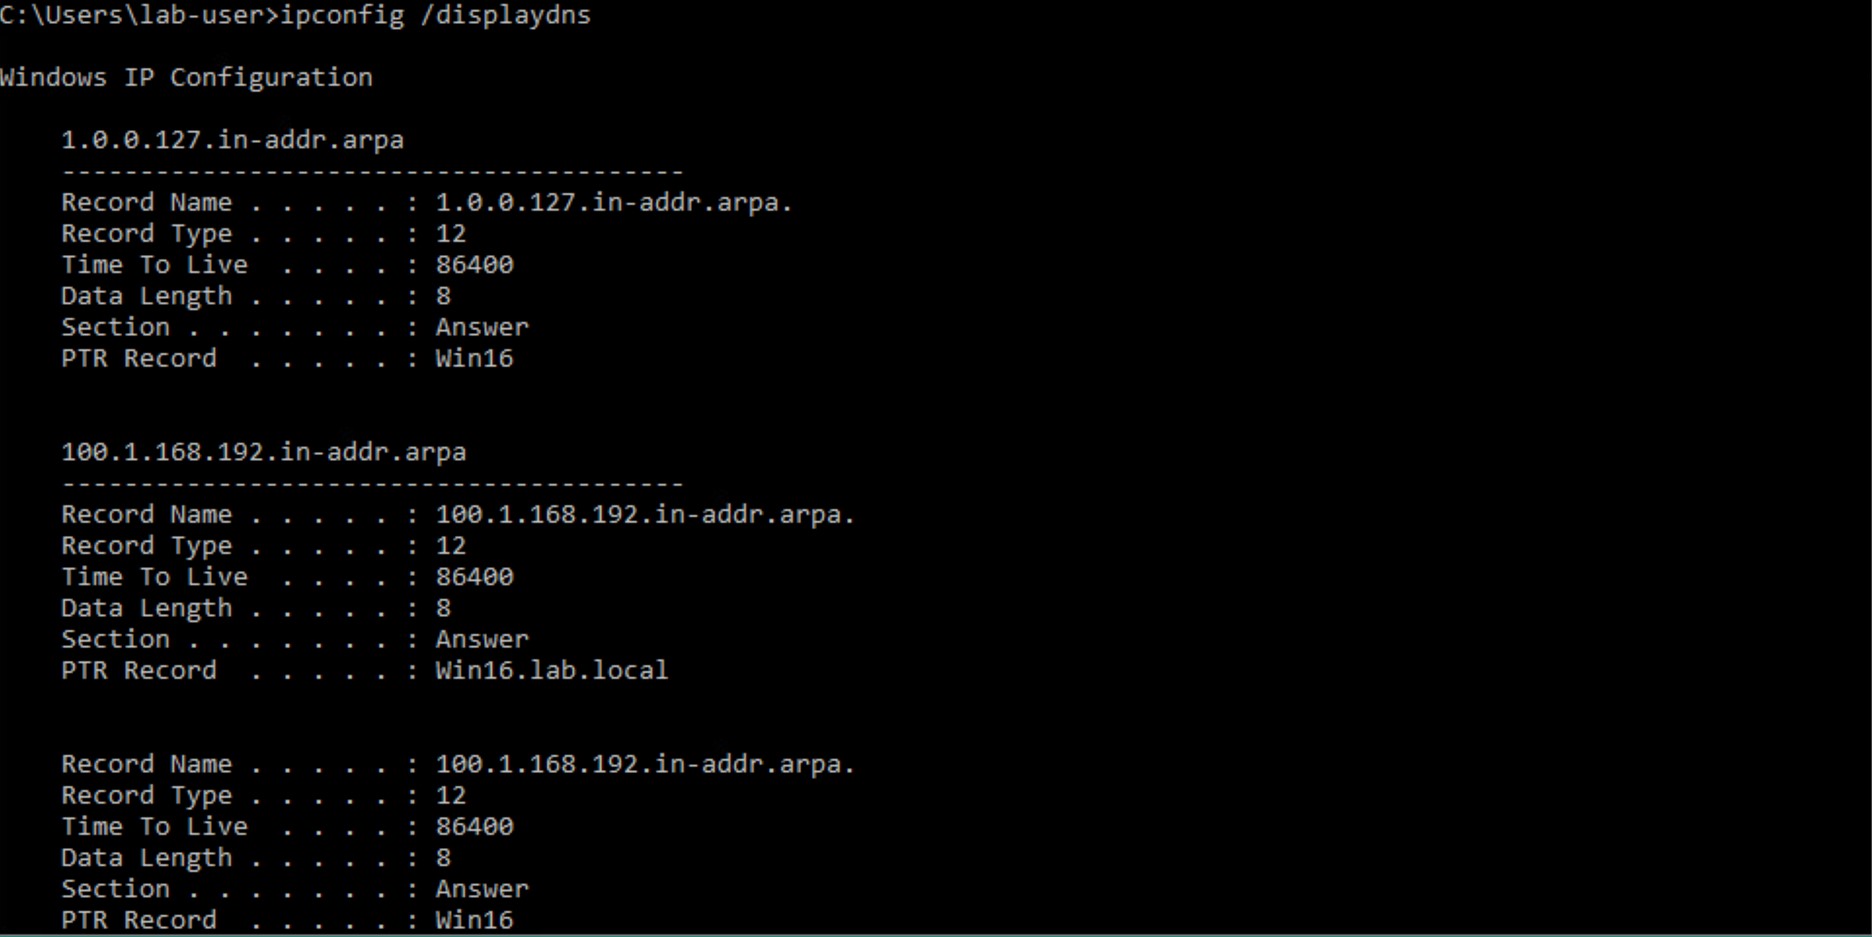 C:\Users\lab-user>ipconfig /displaydns
Windows IP Configuration
1.0.0.127.in-addr.arpa
----------------------------------------
Record Name . . . . . : 1.0.0.127.in-addr.arpa.
Record Type . . . . . : 12
Time To Live  . . . . : 86400
Data Length . . . . . : 8
Section . . . . . . . : Answer
PTR Record  . . . . . : Win16
100.1.168.192.in-addr.arpa
----------------------------------------
Record Name . . . . . : 100.1.168.192.in-addr.arpa.
Record Type . . . . . : 12
Time To Live  . . . . : 86400
Data Length . . . . . : 8
Section . . . . . . . : Answer
PTR Record  . . . . . : Win16.lab.local
Record Name . . . . . : 100.1.168.192.in-addr.arpa.
Record Type . . . . . : 12
Time To Live  . . . . : 86400
Data Length . . . . . : 8
Section . . . . . . . : Answer
PTR Record  . . . . . : Win16